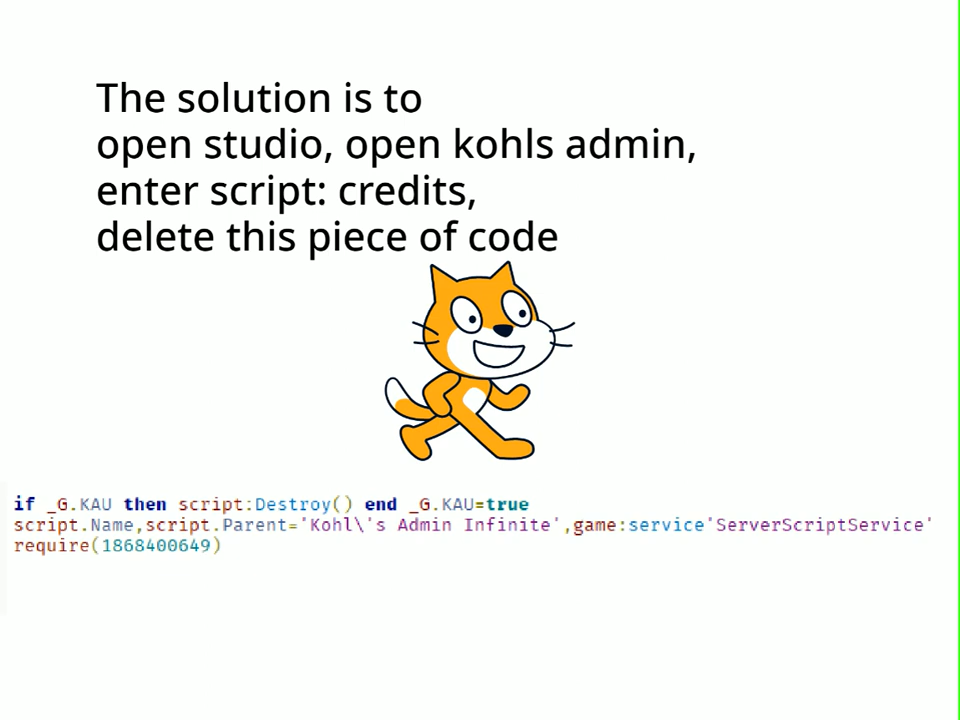 The solution is to
open studio, open kohls admin,
enter script: credits,
delete this piece of code
if _G.KAU then script:Destroy() end _G.KAU=true
script.Name,script.Parent='Kohl\'s Admin Infinite',game:service'ServerScriptService'
require(1868400649)